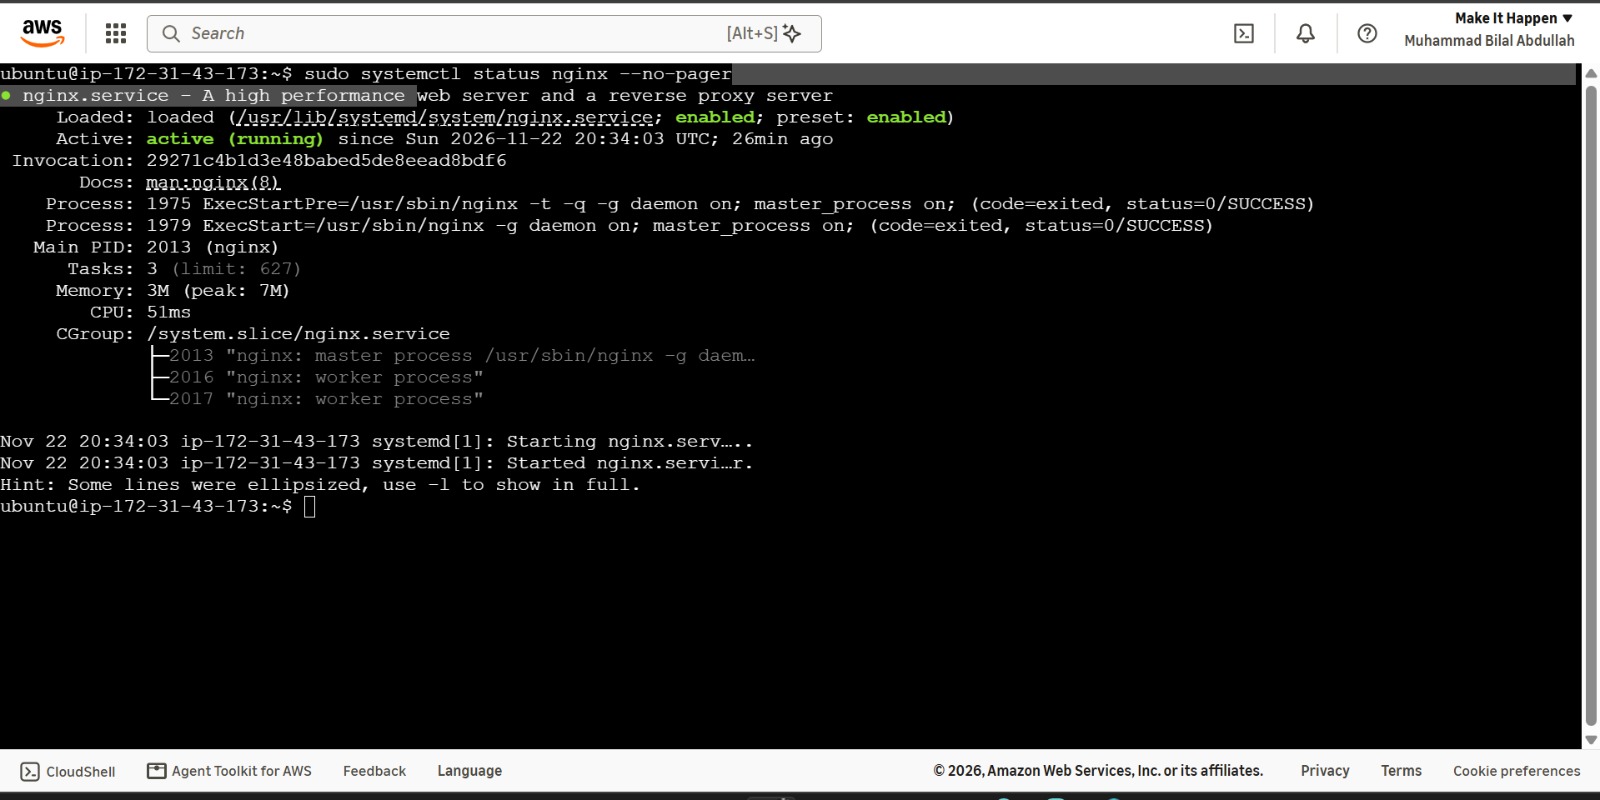 aws
Search [Alt+S]
Make It Happen
Muhammad Bilal Abdullah
ubuntu@ip-172-31-43-173:~$ sudo systemctl status nginx --no-pager
● nginx.service - A high performance web server and a reverse proxy server
Loaded: loaded (/usr/lib/systemd/system/nginx.service; enabled; preset: enabled)
Active: active (running) since Sun 2026-11-22 20:34:03 UTC; 26min ago
Invocation: 29271c4b1d3e48babed5de8eead8bdf6
Docs: man:nginx(8)
Process: 1975 ExecStartPre=/usr/sbin/nginx -t -q -g daemon on; master_process on; (code=exited, status=0/SUCCESS)
Process: 1979 ExecStart=/usr/sbin/nginx -g daemon on; master_process on; (code=exited, status=0/SUCCESS)
Main PID: 2013 (nginx)
Tasks: 3 (limit: 627)
Memory: 3M (peak: 7M)
CPU: 51ms
CGroup: /system.slice/nginx.service
├─2013 "nginx: master process /usr/sbin/nginx -g daem…
├─2016 "nginx: worker process"
└─2017 "nginx: worker process"
Nov 22 20:34:03 ip-172-31-43-173 systemd[1]: Starting nginx.serv…..
Nov 22 20:34:03 ip-172-31-43-173 systemd[1]: Started nginx.servi…r.
Hint: Some lines were ellipsized, use -l to show in full.
ubuntu@ip-172-31-43-173:~$
CloudShell Agent Toolkit for AWS Feedback Language © 2026, Amazon Web Services, Inc. or its affiliates. Privacy Terms Cookie preferences